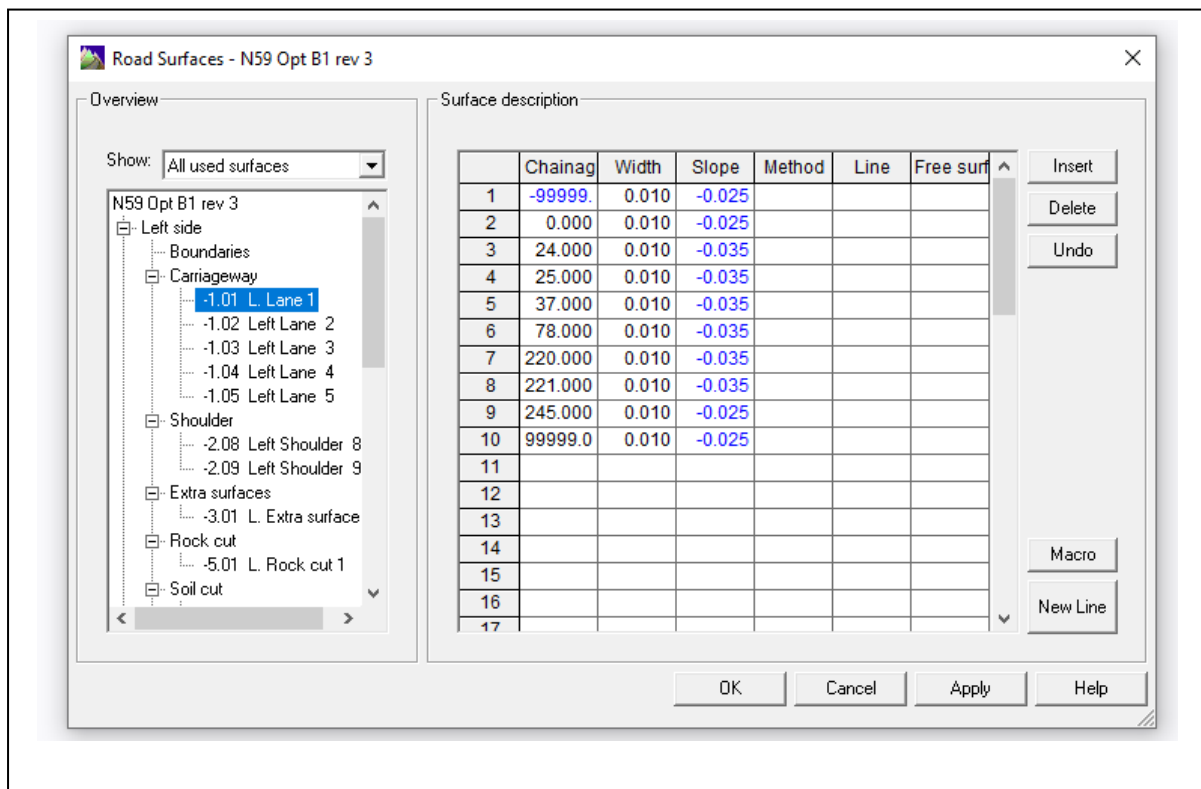 Road Surfaces - N59 Opt B1 rev 3
Overview
Show: All used surfaces
N59 Opt B1 rev 3
Left side
Boundaries
Carriageway
-1.01 L. Lane 1
-1.02 Left Lane 2
-1.03 Left Lane 3
-1.04 Left Lane 4
-1.05 Left Lane 5
Shoulder
-2.08 Left Shoulder 8
-2.09 Left Shoulder 9
Extra surfaces
-3.01 L. Extra surface
Rock cut
-5.01 L. Rock cut 1
Soil cut
Surface description
Chainag Width Slope Method Line Free surf
1 -99999. 0.010 -0.025
2 0.000 0.010 -0.025
3 24.000 0.010 -0.035
4 25.000 0.010 -0.035
5 37.000 0.010 -0.035
6 78.000 0.010 -0.035
7 220.000 0.010 -0.035
8 221.000 0.010 -0.035
9 245.000 0.010 -0.025
10 99999.0 0.010 -0.025
11
12
13
14
15
16
17
Insert
Delete
Undo
Macro
New Line
OK Cancel Apply Help